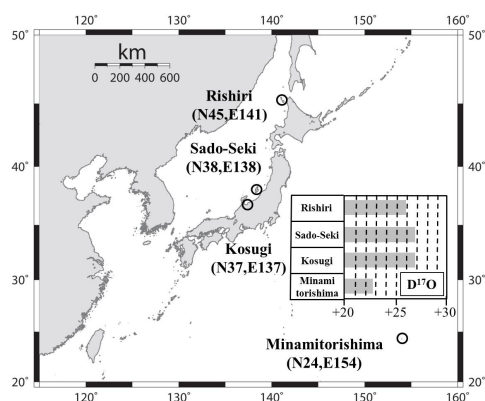 120° 130° 140° 150° 160°
50° 50°
km
0 200 400 600
Rishiri
(N45,E141)
Sado-Seki
(N38,E138)
40° 40°
Kosugi
(N37,E137)
Rishiri
Sado-Seki
Kosugi
Minami
torishima
D¹⁷O
+20 +25 +30
30° 30°
Minamitorishima
(N24,E154)
20° 20°
120° 130° 140° 150° 160°